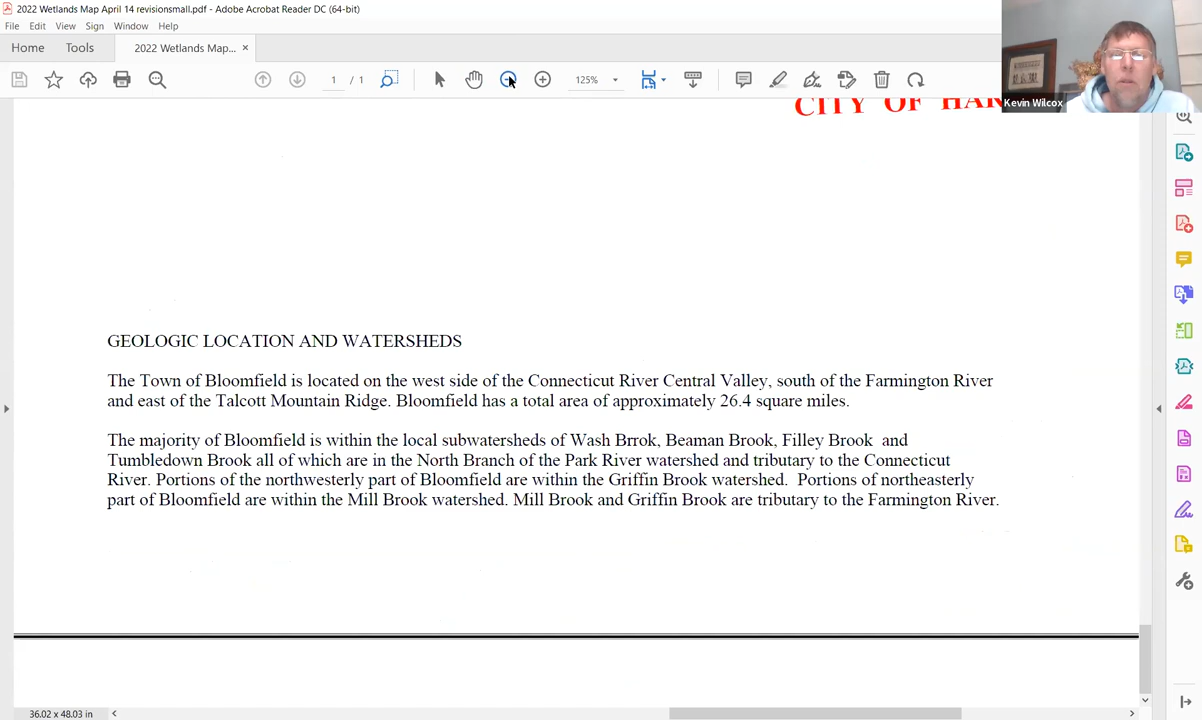 2022 Wetlands Map April 14 revisionsmall.pdf - Adobe Acrobat Reader DC (64-bit)
File Edit View Sign Window Help
Home Tools 2022 Wetlands Map... ×
1 / 1 125%
CITY OF
Kevin Wilcox
GEOLOGIC LOCATION AND WATERSHEDS
The Town of Bloomfield is located on the west side of the Connecticut River Central Valley, south of the Farmington River
and east of the Talcott Mountain Ridge. Bloomfield has a total area of approximately 26.4 square miles.
The majority of Bloomfield is within the local subwatersheds of Wash Brrok, Beaman Brook, Filley Brook and
Tumbledown Brook all of which are in the North Branch of the Park River watershed and tributary to the Connecticut
River. Portions of the northwesterly part of Bloomfield are within the Griffin Brook watershed. Portions of northeasterly
part of Bloomfield are within the Mill Brook watershed. Mill Brook and Griffin Brook are tributary to the Farmington River.
36.02 x 48.03 in